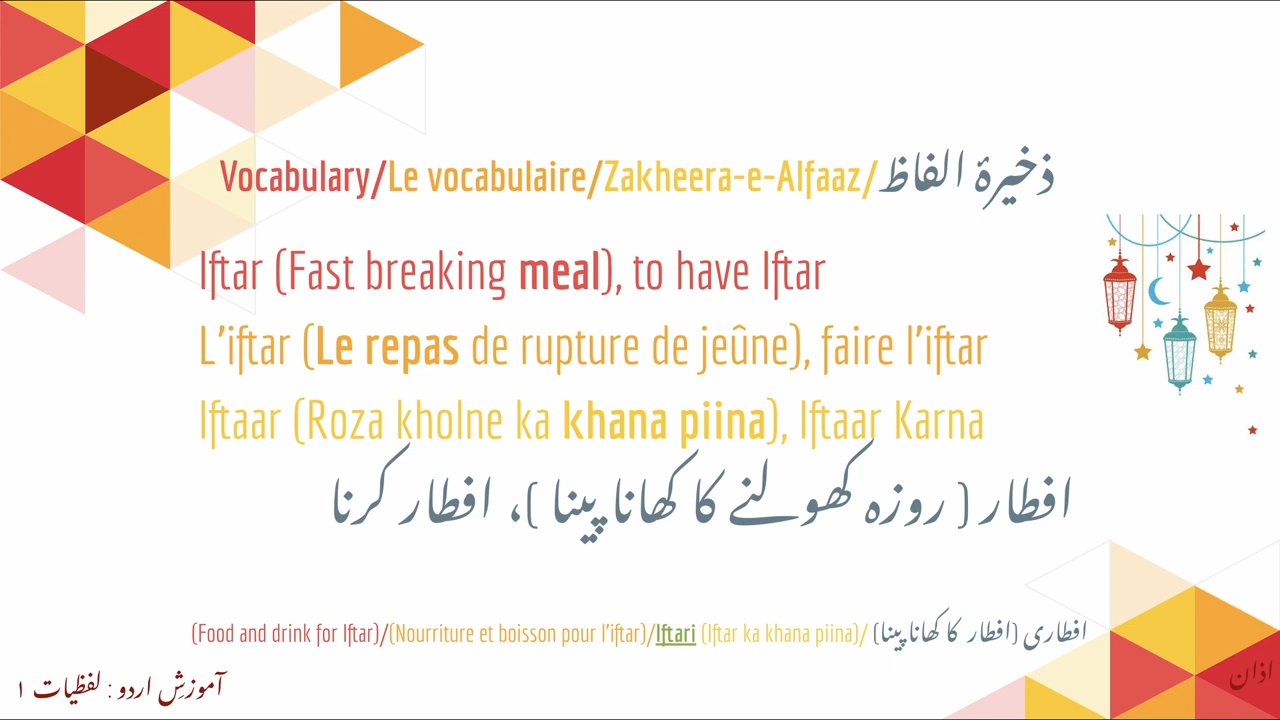 Vocabulary/Le vocabulaire/Zakheera-e-Alfaaz/ذخیرۂ الفاظ
Iftar (Fast breaking meal), to have Iftar
L'iftar (Le repas de rupture de jeûne), faire l'iftar
Iftaar (Roza kholne ka khana piina), Iftaar Karna
افطار ( روزہ کھولنے کا کھانا پینا )، افطار کرنا
(Food and drink for Iftar)/(Nourriture et boisson pour l'iftar)/Iftari (Iftar ka khana piina)/ افطاری (افطار کا کھانا پینا)
آموزشِ اردو : لفظیات ۱
اذان